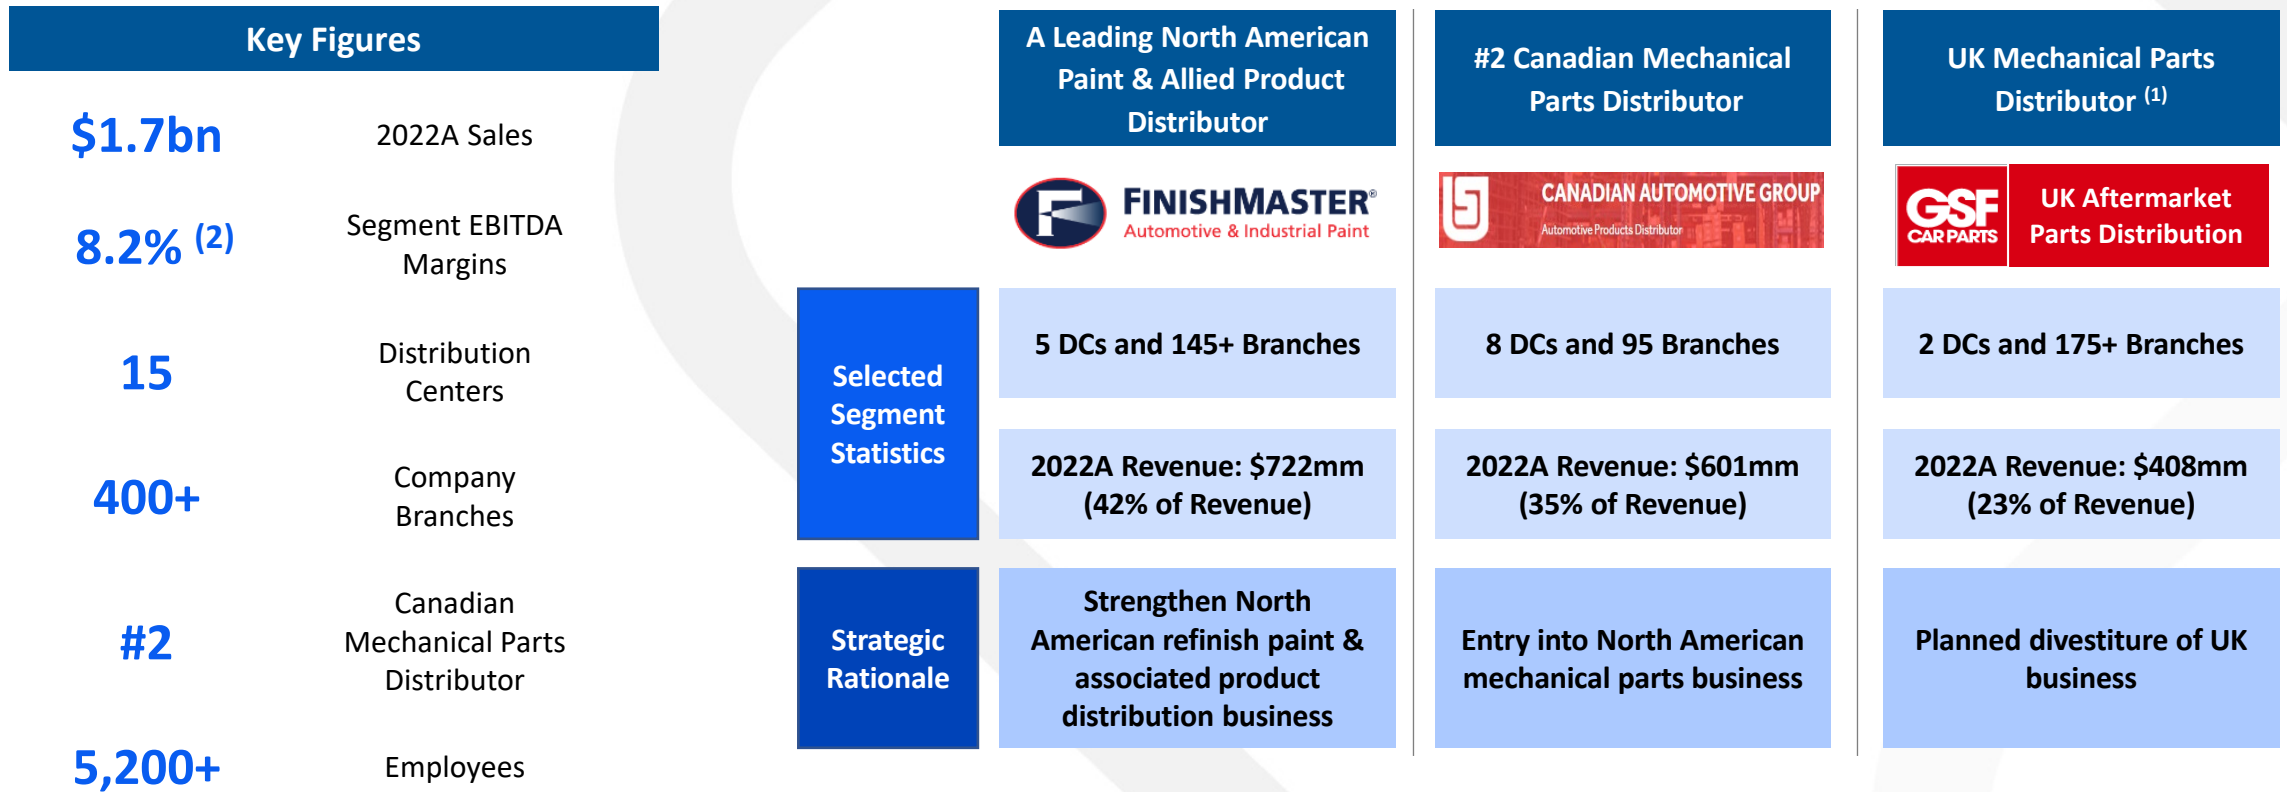 Key Figures
$1.7bn
2022A Sales
8.2% (2)
Segment EBITDA
Margins
15
Distribution
Centers
400+
Company
Branches
#2
Canadian
Mechanical Parts
Distributor
5,200+
Employees
A Leading North American
Paint & Allied Product
Distributor
#2 Canadian Mechanical
Parts Distributor
UK Mechanical Parts
Distributor (1)
FINISHMASTER®
Automotive & Industrial Paint
CANADIAN AUTOMOTIVE GROUP
Automotive Products Distributor
GSF
CAR PARTS
UK Aftermarket
Parts Distribution
Selected
Segment
Statistics
5 DCs and 145+ Branches
8 DCs and 95 Branches
2 DCs and 175+ Branches
2022A Revenue: $722mm
(42% of Revenue)
2022A Revenue: $601mm
(35% of Revenue)
2022A Revenue: $408mm
(23% of Revenue)
Strategic
Rationale
Strengthen North
American refinish paint &
associated product
distribution business
Entry into North American
mechanical parts business
Planned divestiture of UK
business